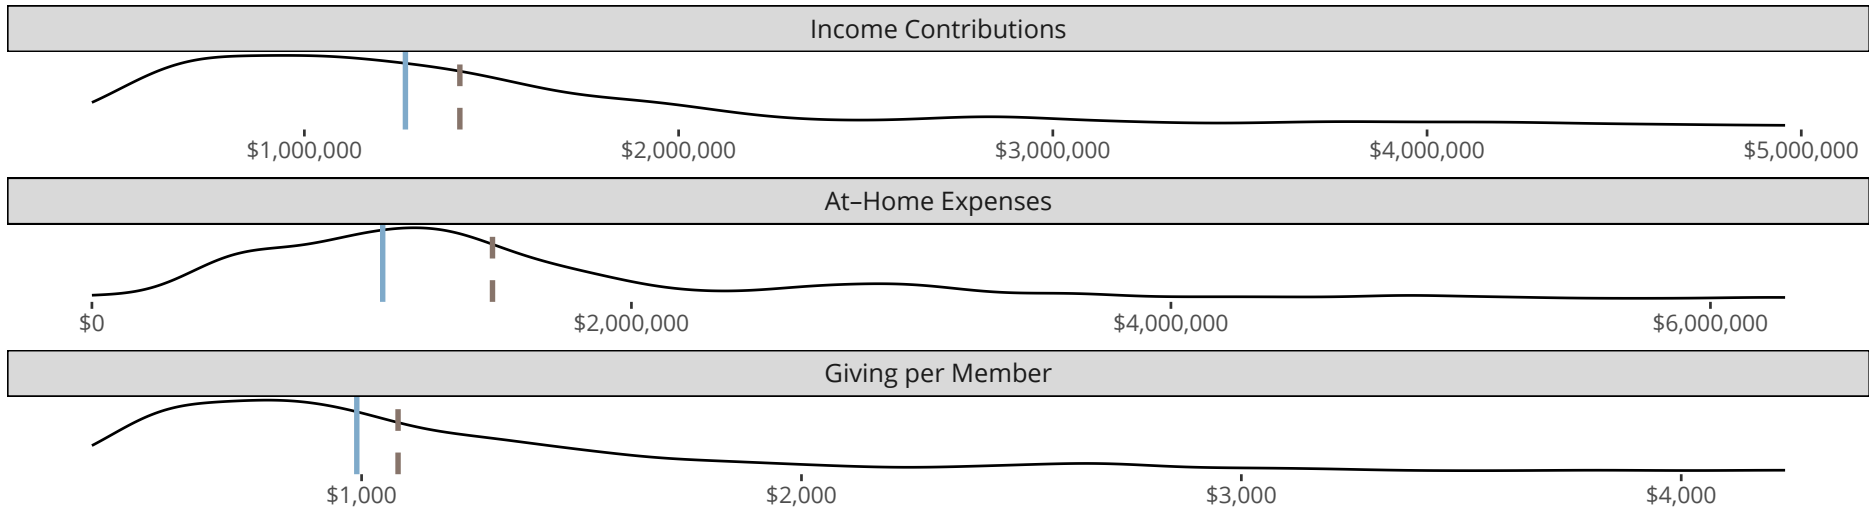 Income Contributions
$1,000,000 $2,000,000 $3,000,000 $4,000,000 $5,000,000
At–Home Expenses
$0 $2,000,000 $4,000,000 $6,000,000
Giving per Member
$1,000 $2,000 $3,000 $4,000